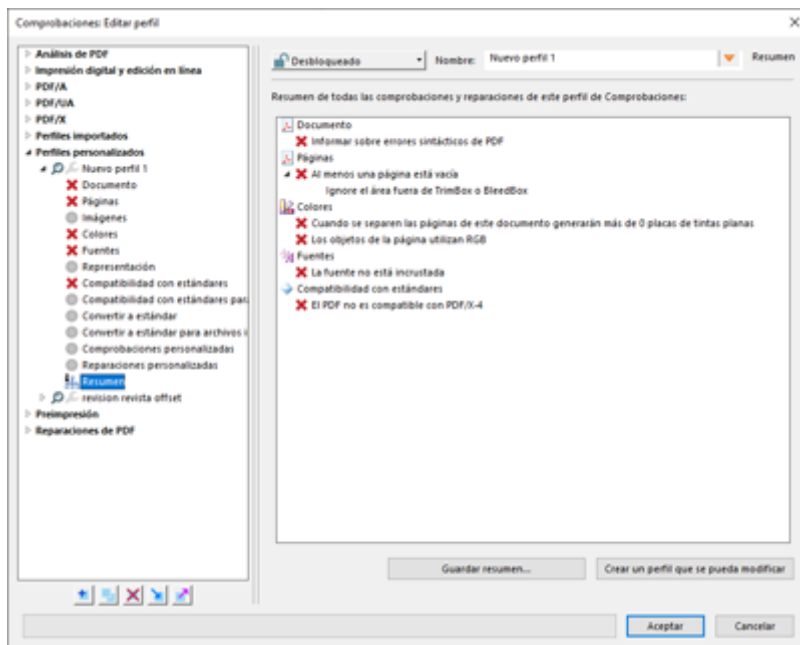 Comprobaciones: Editar perfil
Análisis de PDF
Impresión digital y edición en línea
PDF/A
PDF/UA
PDF/X
Perfiles importados
Perfiles personalizados
Nuevo perfil 1
Documento
Páginas
Imágenes
Colores
Fuentes
Representación
Compatibilidad con estándares
Compatibilidad con estándares par
Convertir a estándar
Convertir a estándar para archivos i
Comprobaciones personalizadas
Reparaciones personalizadas
Resumen
revision revista offset
Preimpresión
Reparaciones de PDF
Desbloqueado Nombre: Nuevo perfil 1 Resumen
Resumen de todas las comprobaciones y reparaciones de este perfil de Comprobaciones:
Documento
Informar sobre errores sintácticos de PDF
Páginas
Al menos una página está vacía
Ignore el área fuera de TrimBox o BleedBox
Colores
Cuando se separen las páginas de este documento generarán más de 0 placas de tintas planas
Los objetos de la página utilizan RGB
Fuentes
La fuente no está incrustada
Compatibilidad con estándares
El PDF no es compatible con PDF/X-4
Guardar resumen... Crear un perfil que se pueda modificar
Aceptar Cancelar